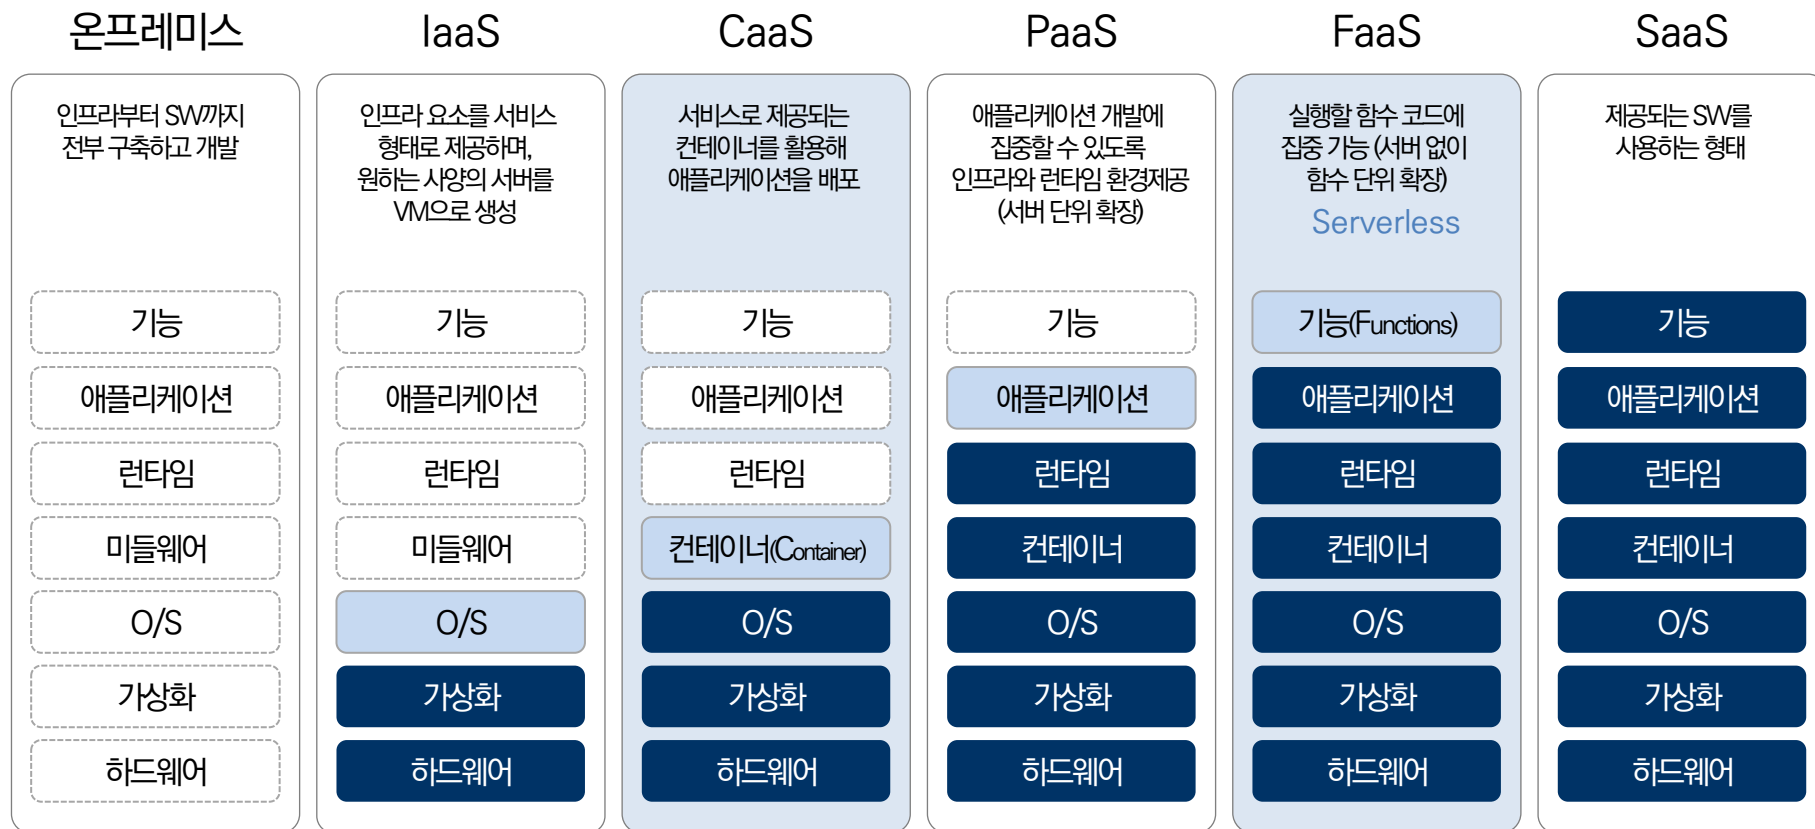 온프레미스
IaaS
CaaS
PaaS
FaaS
SaaS
인프라부터 SW까지
전부 구축하고 개발
인프라 요소를 서비스
형태로 제공하며,
원하는 사양의 서버를
VM으로 생성
서비스로 제공되는
컨테이너를 활용해
애플리케이션을 배포
애플리케이션 개발에
집중할 수 있도록
인프라와 런타임 환경제공
(서버 단위 확장)
실행할 함수 코드에
집중 가능 (서버 없이
함수 단위 확장)
Serverless
제공되는 SW를
사용하는 형태
기능
기능
기능
기능
기능(Functions)
기능
애플리케이션
애플리케이션
애플리케이션
애플리케이션
애플리케이션
애플리케이션
런타임
런타임
런타임
런타임
런타임
런타임
미들웨어
미들웨어
컨테이너(Container)
컨테이너
컨테이너
컨테이너
O/S
O/S
O/S
O/S
O/S
O/S
가상화
가상화
가상화
가상화
가상화
가상화
하드웨어
하드웨어
하드웨어
하드웨어
하드웨어
하드웨어